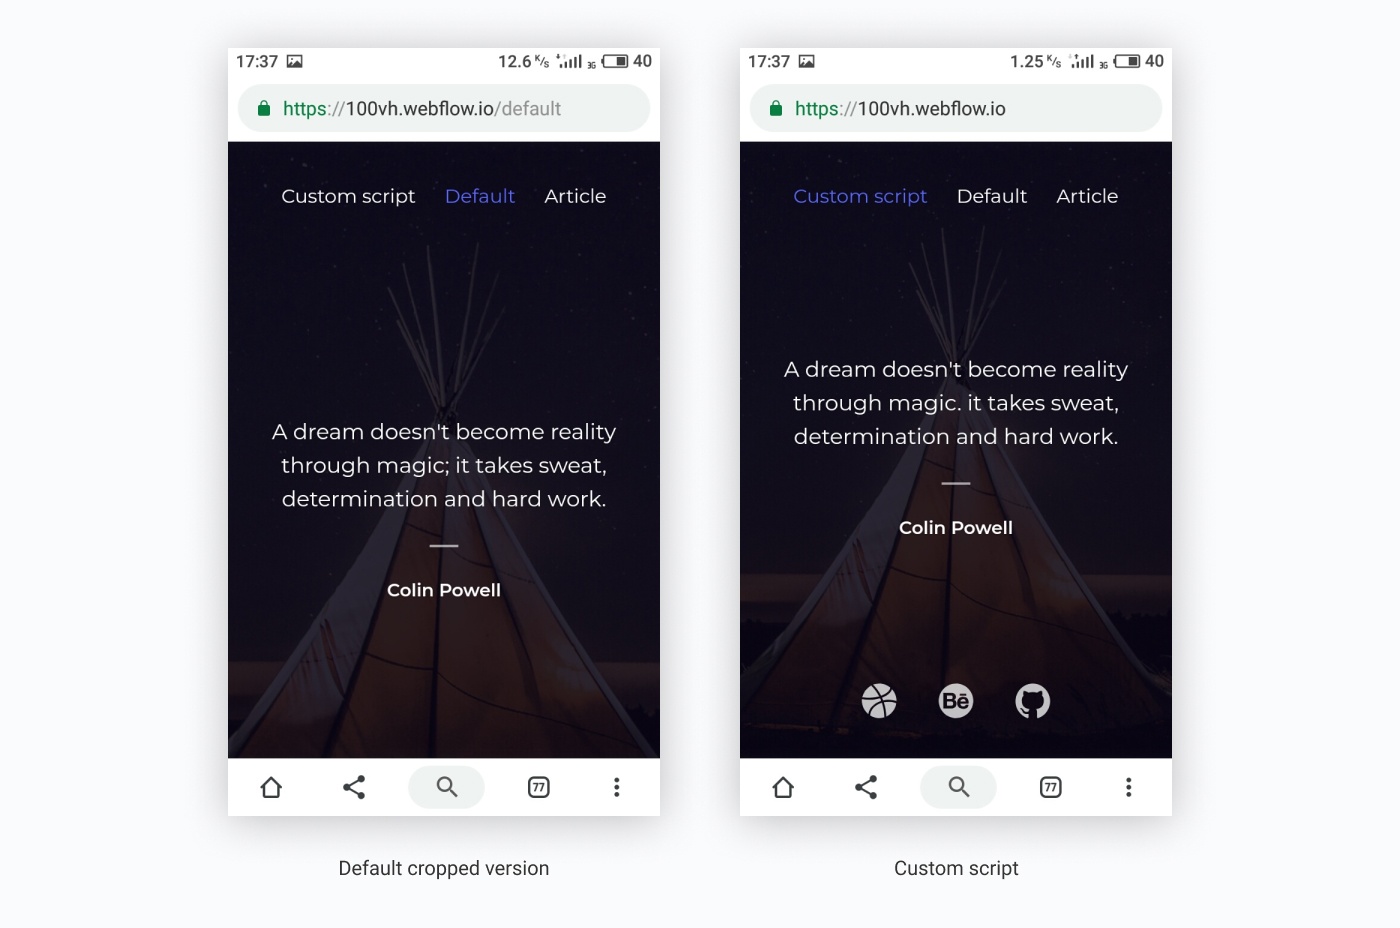 17:37 12.6 K/s 3G 40
https://100vh.webflow.io/default
Custom script Default Article
A dream doesn't become reality
through magic; it takes sweat,
determination and hard work.
Colin Powell
77
Default cropped version
17:37 1.25 K/s 3G 40
https://100vh.webflow.io
Custom script Default Article
A dream doesn't become reality
through magic. it takes sweat,
determination and hard work.
Colin Powell
Bē
77
Custom script